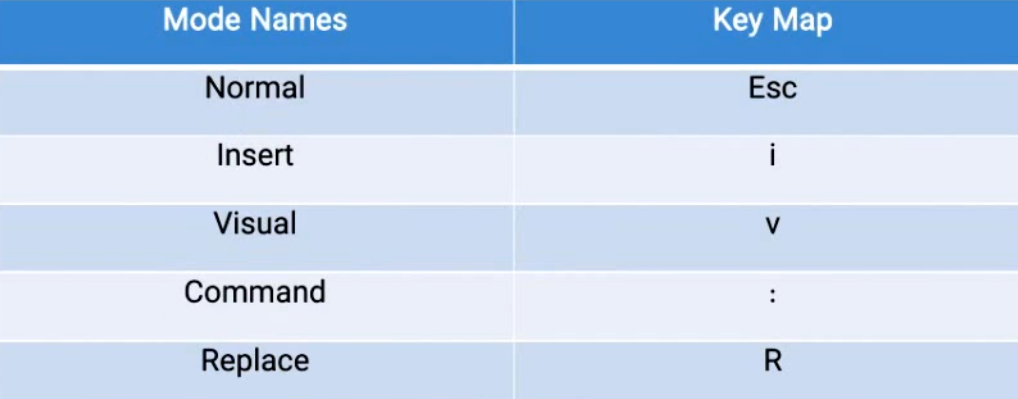 Mode Names Key Map
Normal Esc
Insert i
Visual v
Command :
Replace R